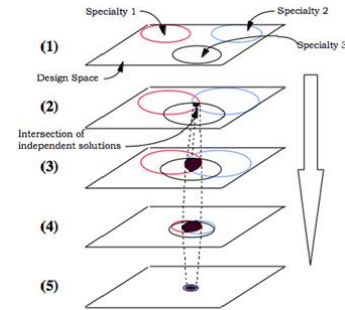 Specialty 1
Specialty 2
(1)
Specialty 3
Design Space
(2)
Intersection of
independent solutions
(3)
(4)
(5)